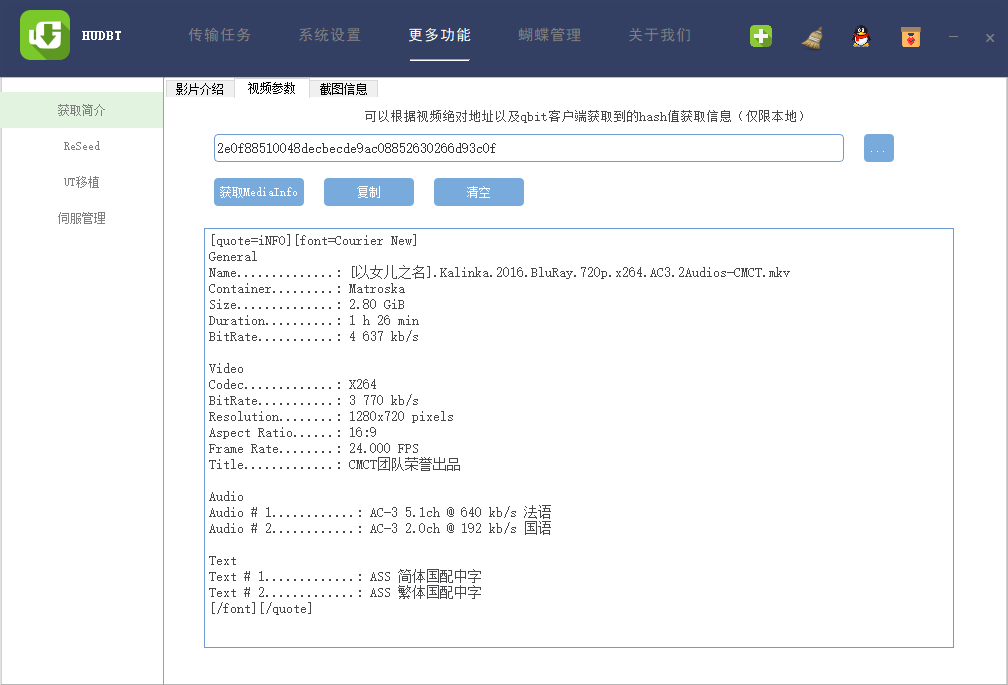 HUDBT
传输任务 系统设置 更多功能 蝴蝶管理 关于我们
获取简介
ReSeed
UT移植
伺服管理
影片介绍 视频参数 截图信息
可以根据视频绝对地址以及qbit客户端获取到的hash值获取信息（仅限本地）
2e0f88510048decbecde9ac08852630266d93c0f
...
获取MediaInfo 复制 清空
[quote=iNFO][font=Courier New]
General
Name..............: [以女儿之名].Kalinka.2016.BluRay.720p.x264.AC3.2Audios-CMCT.mkv
Container.........: Matroska
Size..............: 2.80 GiB
Duration..........: 1 h 26 min
BitRate...........: 4 637 kb/s
Video
Codec.............: X264
BitRate...........: 3 770 kb/s
Resolution........: 1280x720 pixels
Aspect Ratio......: 16:9
Frame Rate........: 24.000 FPS
Title.............: CMCT团队荣誉出品
Audio
Audio # 1............: AC-3 5.1ch @ 640 kb/s 法语
Audio # 2............: AC-3 2.0ch @ 192 kb/s 国语
Text
Text # 1.............: ASS 简体国配中字
Text # 2.............: ASS 繁体国配中字
[/font][/quote]